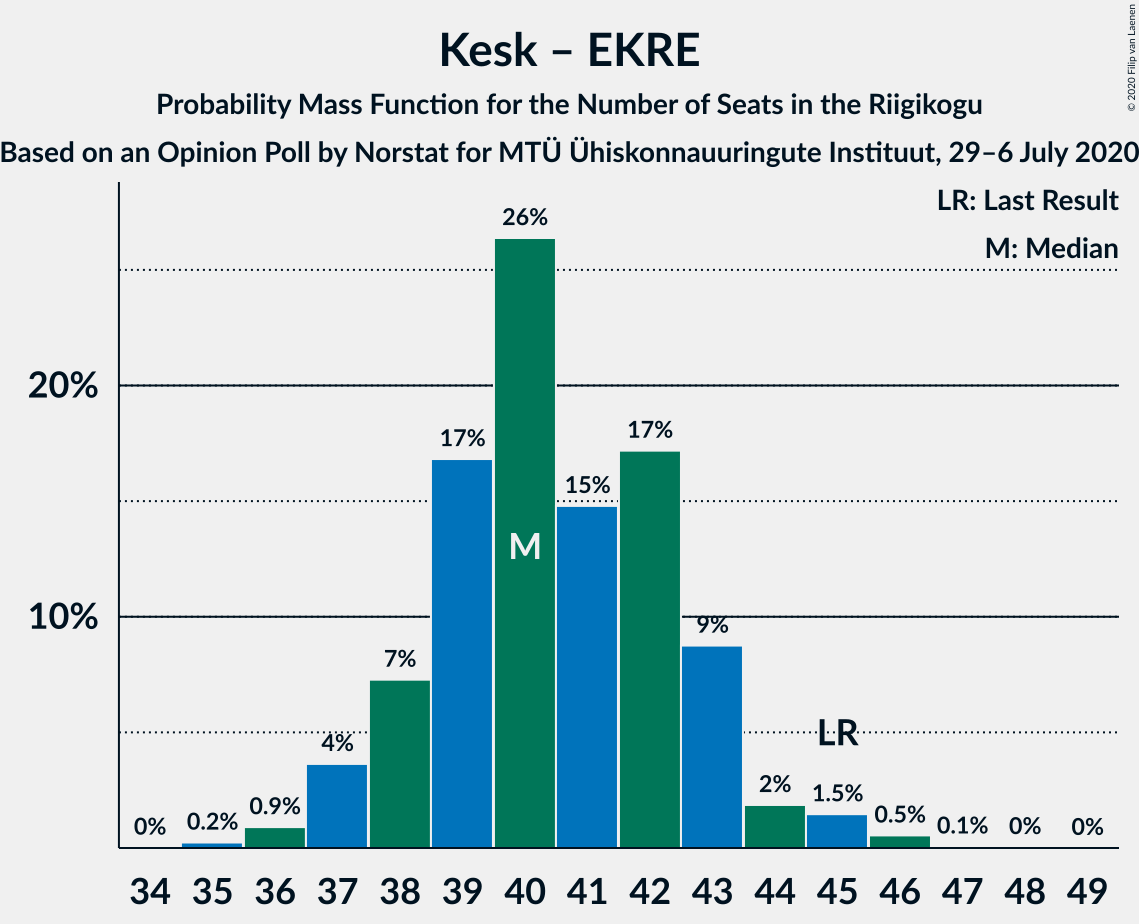 Kesk – EKRE
Probability Mass Function for the Number of Seats in the Riigikogu
Based on an Opinion Poll by Norstat for MTÜ Ühiskonnauuringute Instituut, 29–6 July 2020
© 2020 Filip van Laenen
LR: Last Result
M: Median
26%
20%
17%
17%
15%
M
10%
9%
7%
4%
LR
2%
1.5%
0.9%
0.5%
0.2%
0%
0.1%
0%
0%
34 35 36 37 38 39 40 41 42 43 44 45 46 47 48 49